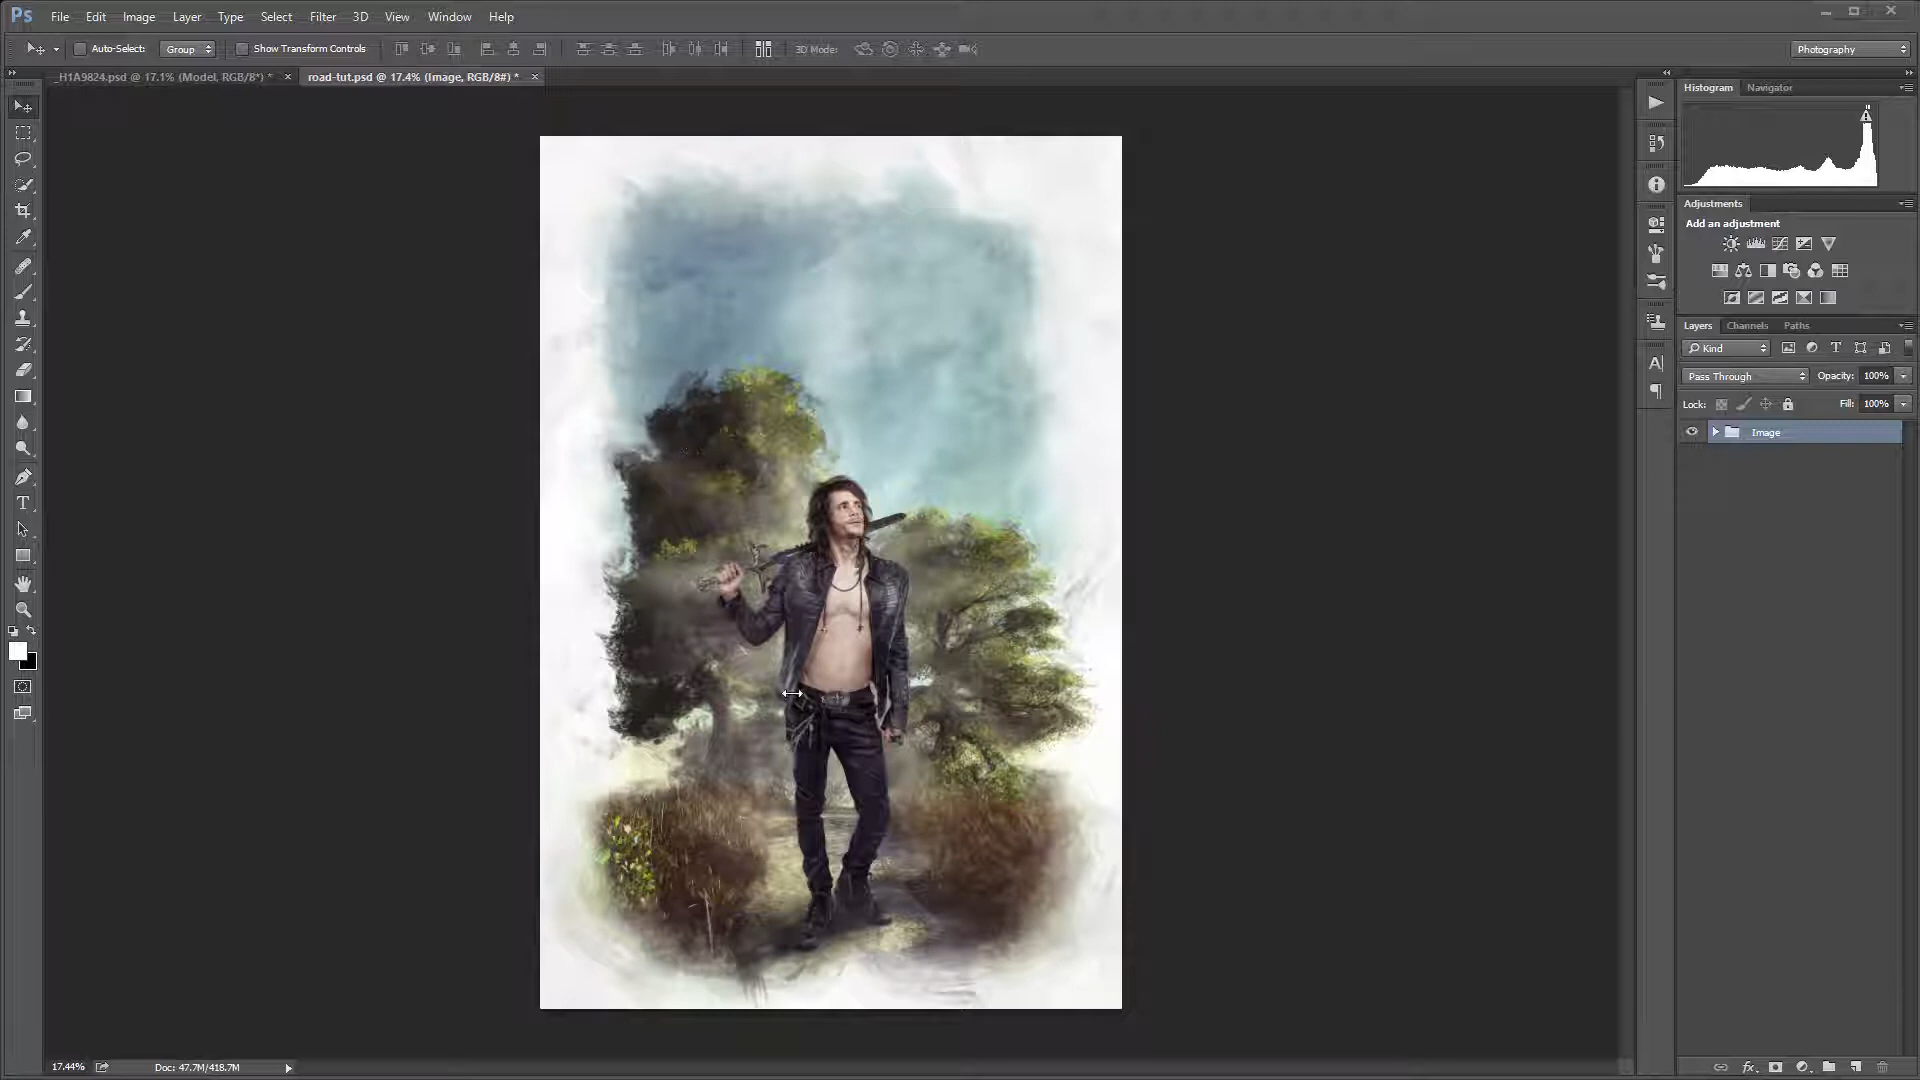 Ps File Edit Image Layer Type Select Filter 3D View Window Help
Auto-Select: Group Show Transform Controls 3D Mode: Photography
_H1A9824.psd @ 17.1% (Model, RGB/8*) * × road-tut.psd @ 17.4% (Image, RGB/8#) * ×
Histogram Navigator
Adjustments
Add an adjustment
Layers Channels Paths
Kind
Pass Through Opacity: 100%
Lock: Fill: 100%
Image
17.44% Doc: 47.7M/418.7M